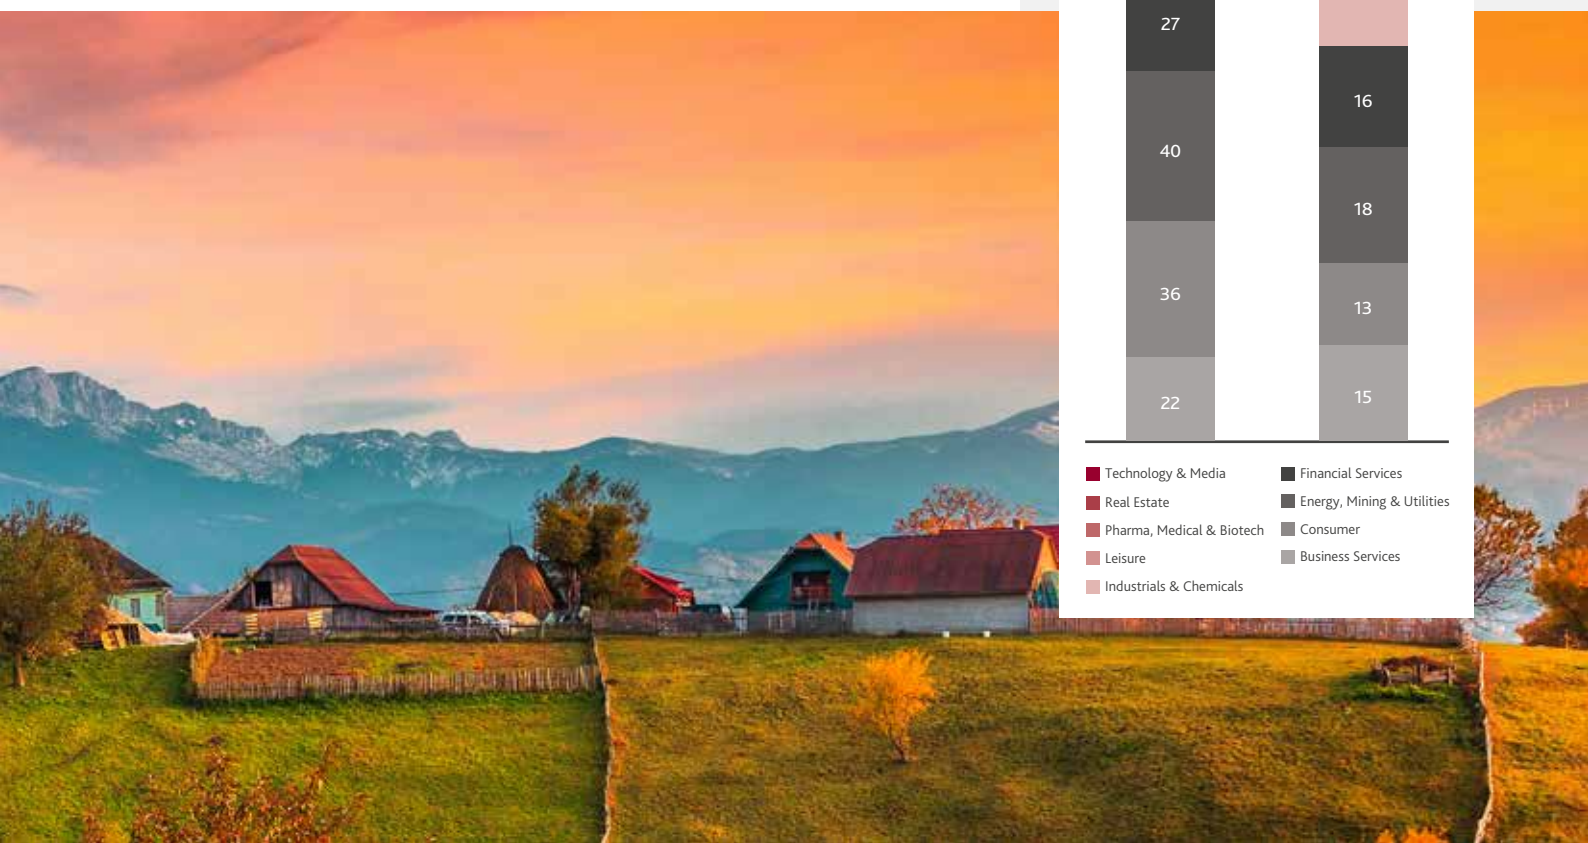 27
16
40
18
36
13
22
15
Technology & Media
Real Estate
Pharma, Medical & Biotech
Leisure
Industrials & Chemicals
Financial Services
Energy, Mining & Utilities
Consumer
Business Services